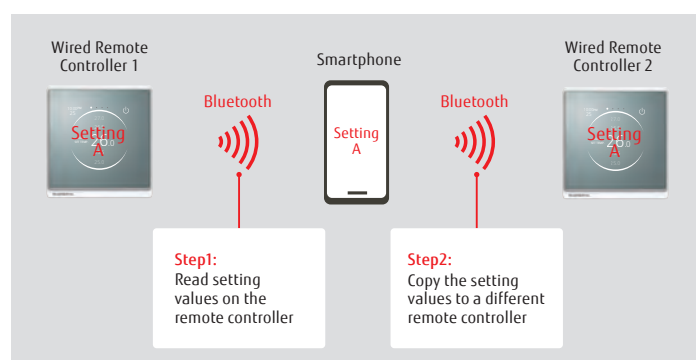 Wired Remote
Controller 1
Smartphone
Wired Remote
Controller 2
Bluetooth
Bluetooth
Setting
A
Setting
A
Setting
A
Step1:
Read setting
values on the
remote controller
Step2:
Copy the setting
values to a different
remote controller